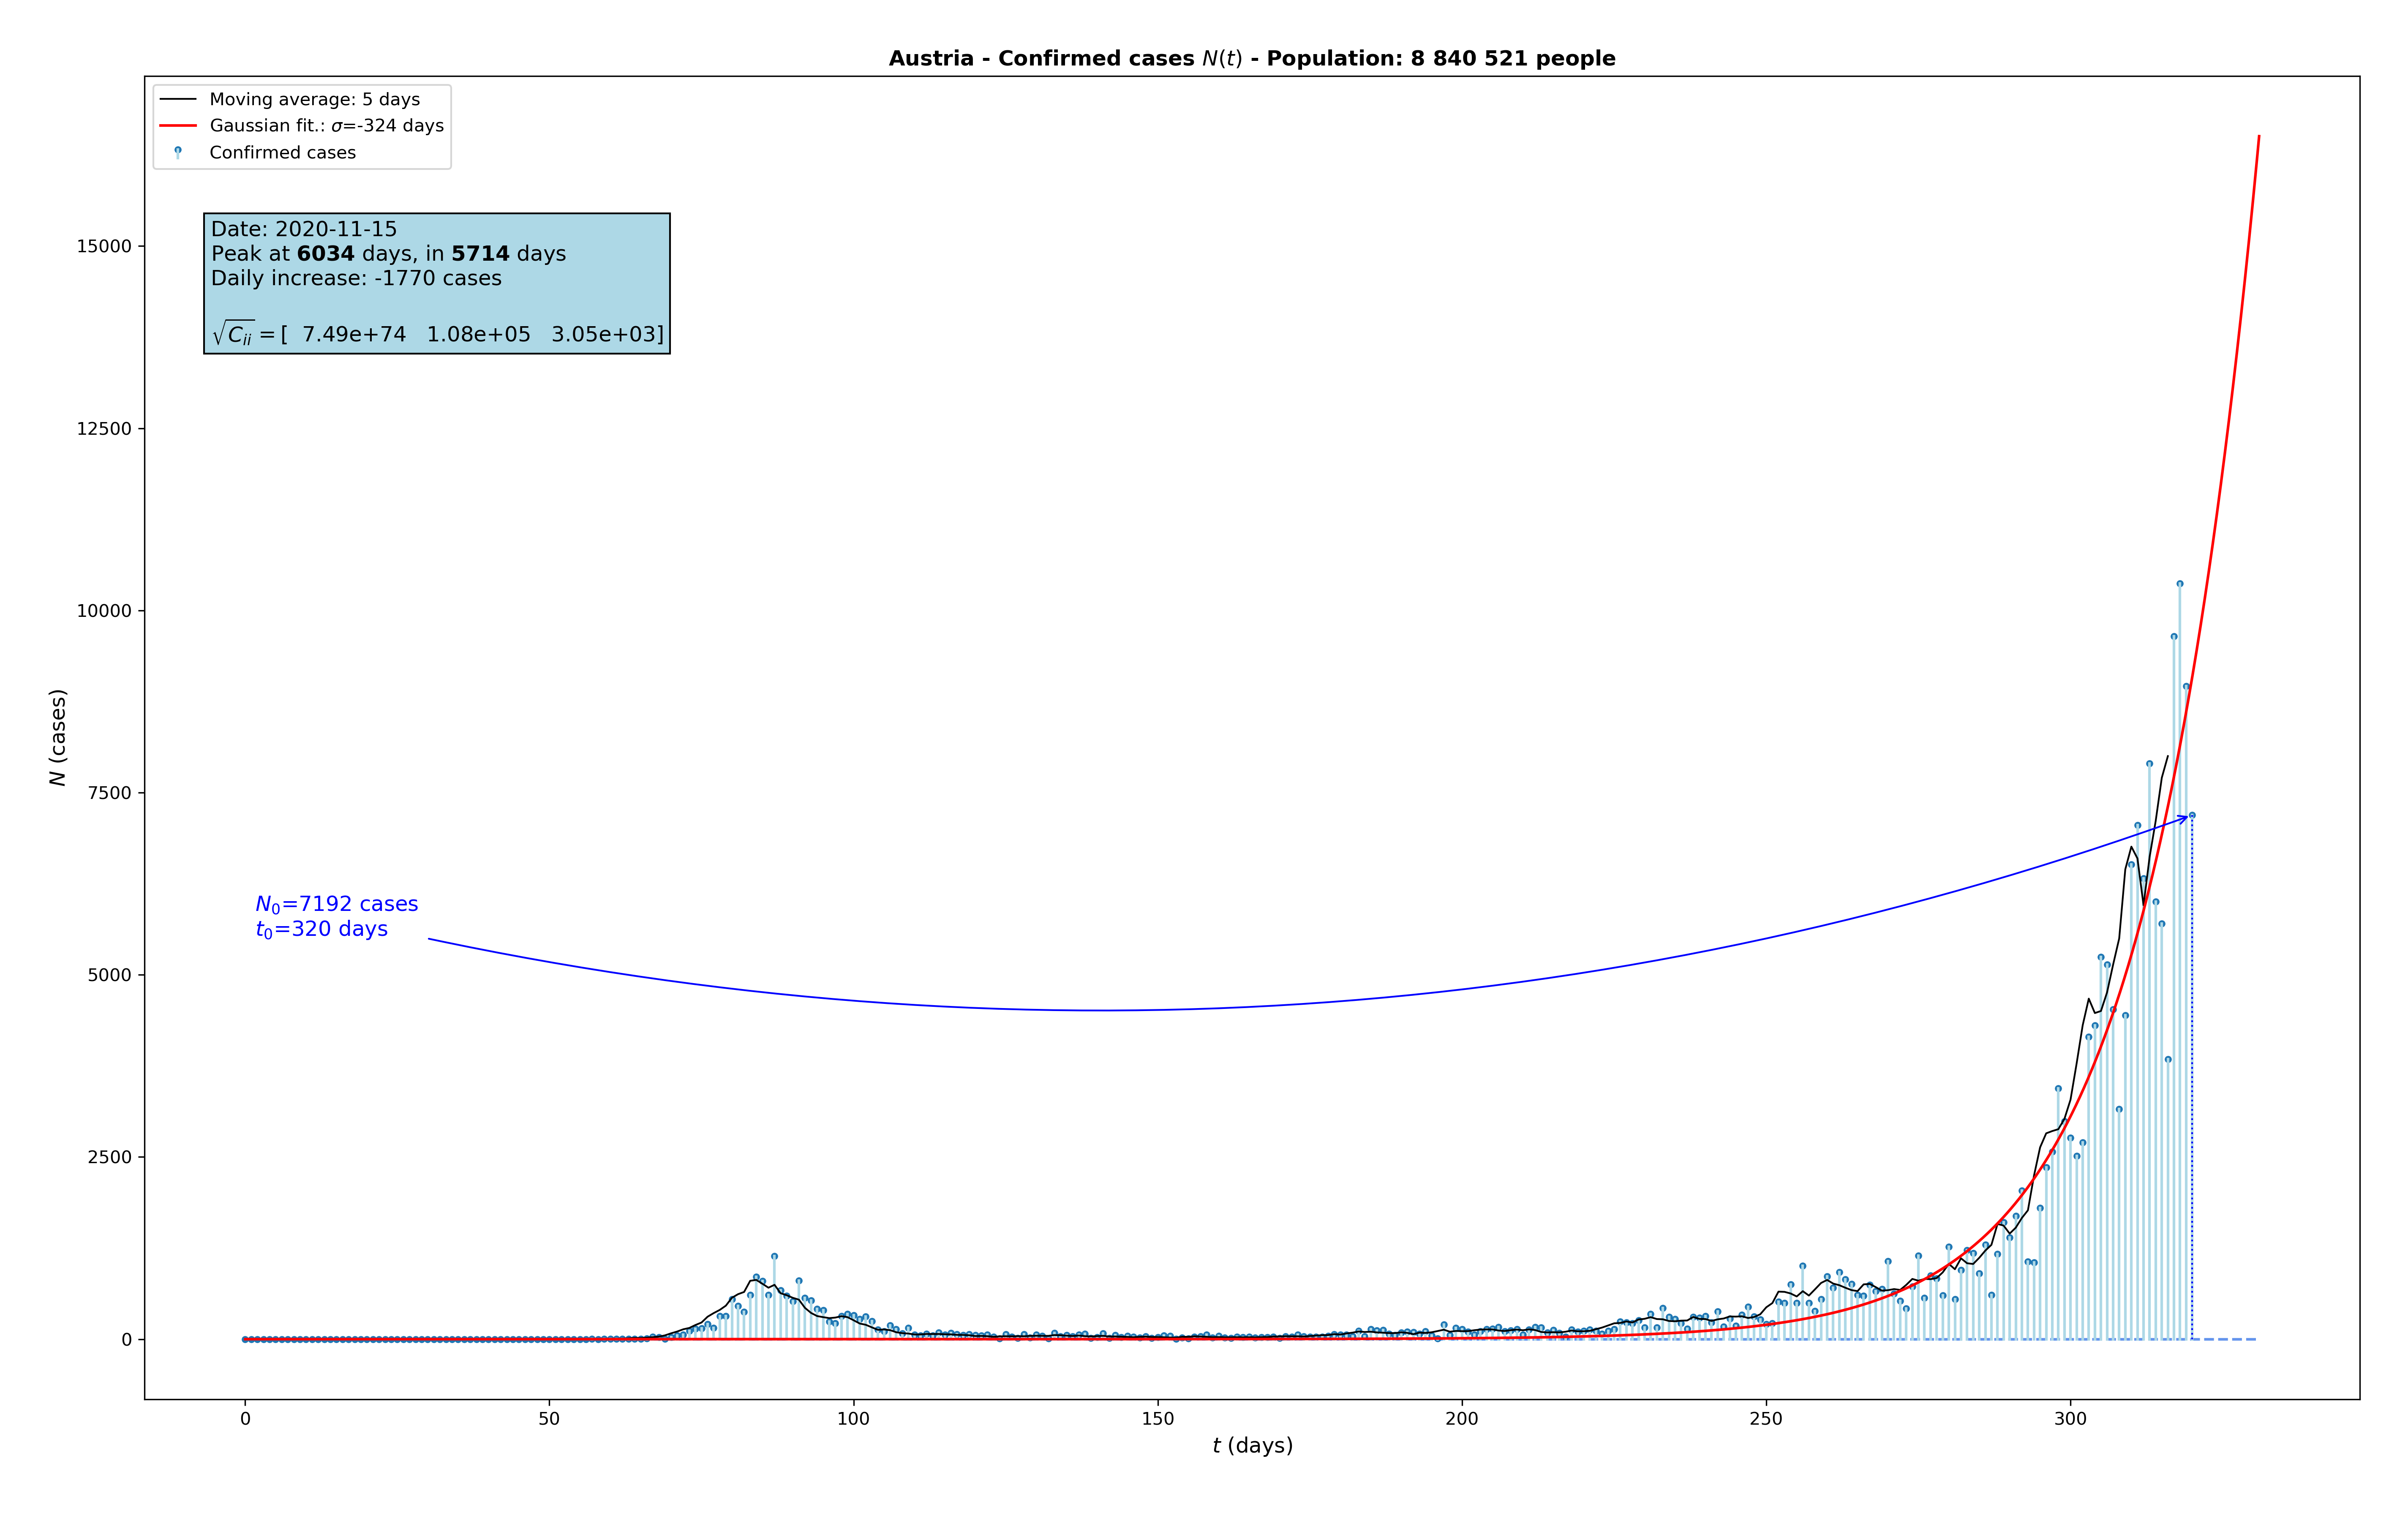 Austria - Confirmed cases N(t) - Population: 8 840 521 people
Moving average: 5 days
Gaussian fit.: σ=-324 days
Confirmed cases
Date: 2020-11-15
Peak at 6034 days, in 5714 days
Daily increase: -1770 cases
√C_ii = [ 7.49e+74 1.08e+05 3.05e+03]
N₀=7192 cases
t₀=320 days
N (cases)
15000
12500
10000
7500
5000
2500
0
0 50 100 150 200 250 300
t (days)